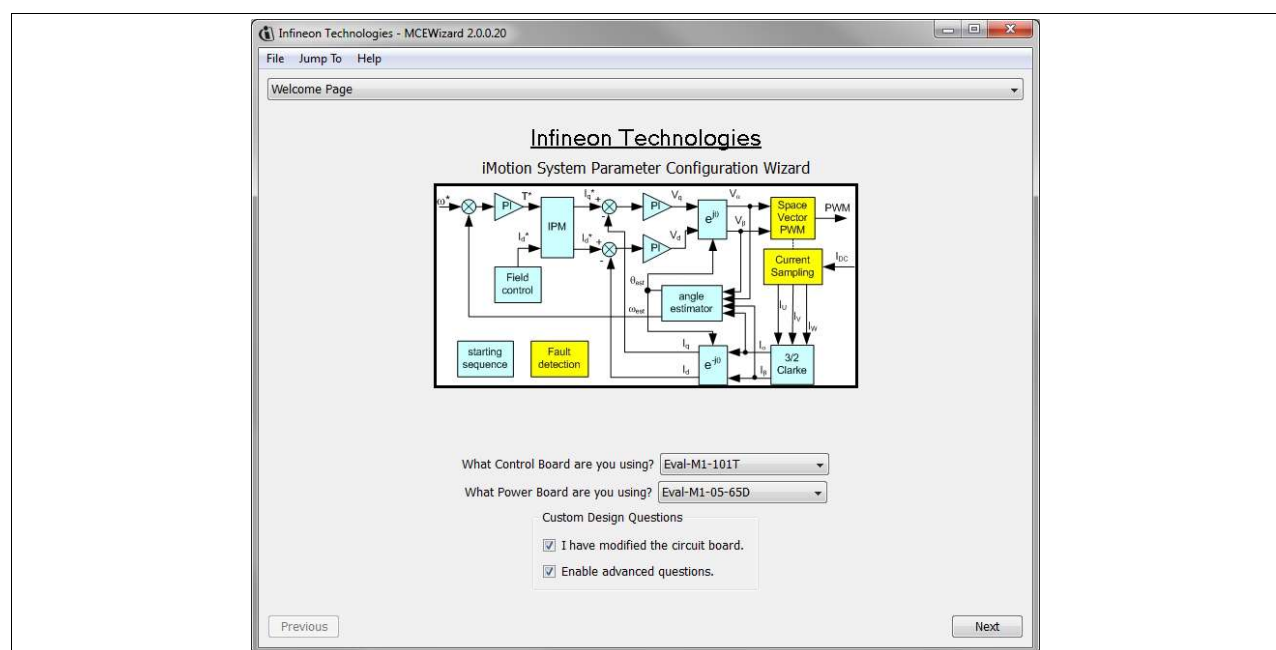 Infineon Technologies - MCEWizard 2.0.0.20
File Jump To Help
Welcome Page
Infineon Technologies
iMotion System Parameter Configuration Wizard
ω*
PI
T*
IPM
Iq*
+
-
PI
Vq
Vα
ejθ
Space Vector PWM
PWM
Id*
Id*
+
-
PI
Vd
Vβ
Field control
Current Sampling
IDC
θest
angle estimator
ωest
IU
IV
IW
starting sequence
Fault detection
Iq
Id
e-jθ
Iα
Iβ
3/2 Clarke
What Control Board are you using? Eval-M1-101T
What Power Board are you using? Eval-M1-05-65D
Custom Design Questions
I have modified the circuit board.
Enable advanced questions.
Previous
Next